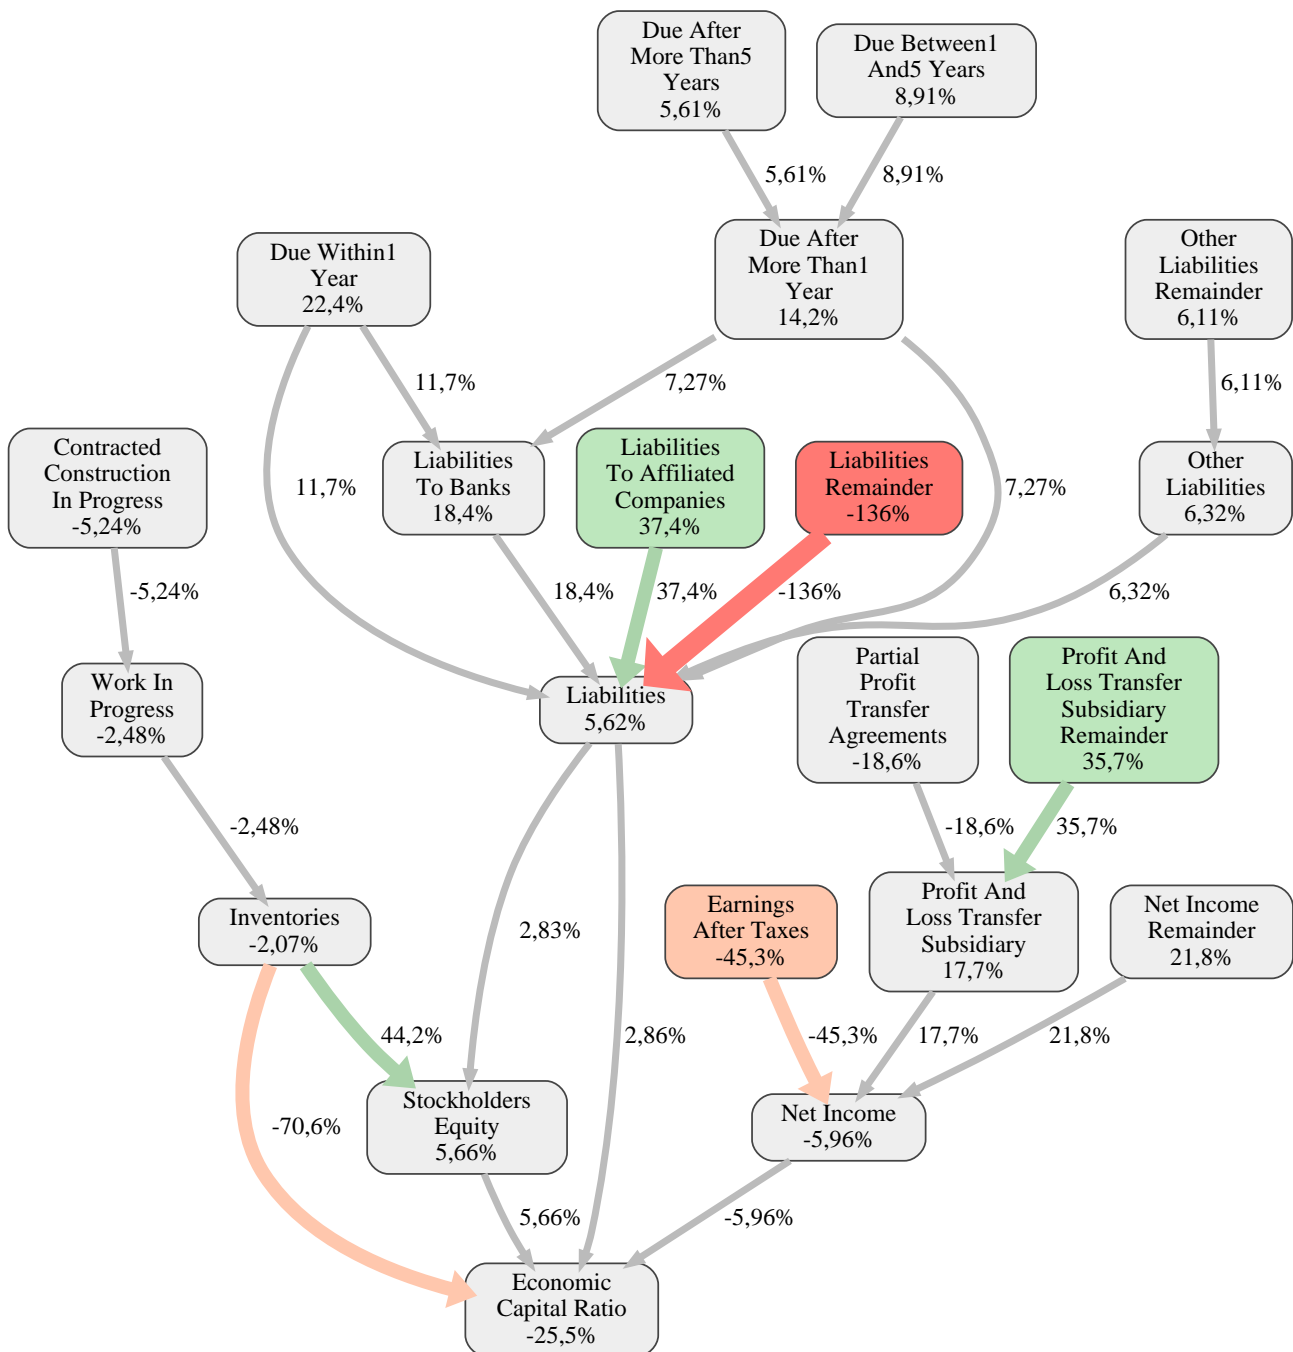 Due After
More Than5
Years
5,61%
Due Between1
And5 Years
8,91%
5,61%
8,91%
Due Within1
Year
22,4%
Due After
More Than1
Year
14,2%
Other
Liabilities
Remainder
6,11%
11,7%
7,27%
6,11%
Contracted
Construction
In Progress
-5,24%
11,7%
Liabilities
To Banks
18,4%
Liabilities
To Affiliated
Companies
37,4%
Liabilities
Remainder
-136%
7,27%
Other
Liabilities
6,32%
-5,24%
18,4%
37,4%
-136%
6,32%
Work In
Progress
-2,48%
Liabilities
5,62%
Partial
Profit
Transfer
Agreements
-18,6%
Profit And
Loss Transfer
Subsidiary
Remainder
35,7%
-2,48%
-18,6%
35,7%
Inventories
-2,07%
2,83%
Earnings
After Taxes
-45,3%
Profit And
Loss Transfer
Subsidiary
17,7%
Net Income
Remainder
21,8%
44,2%
2,86%
-45,3%
17,7%
21,8%
-70,6%
Stockholders
Equity
5,66%
Net Income
-5,96%
5,66%
-5,96%
Economic
Capital Ratio
-25,5%